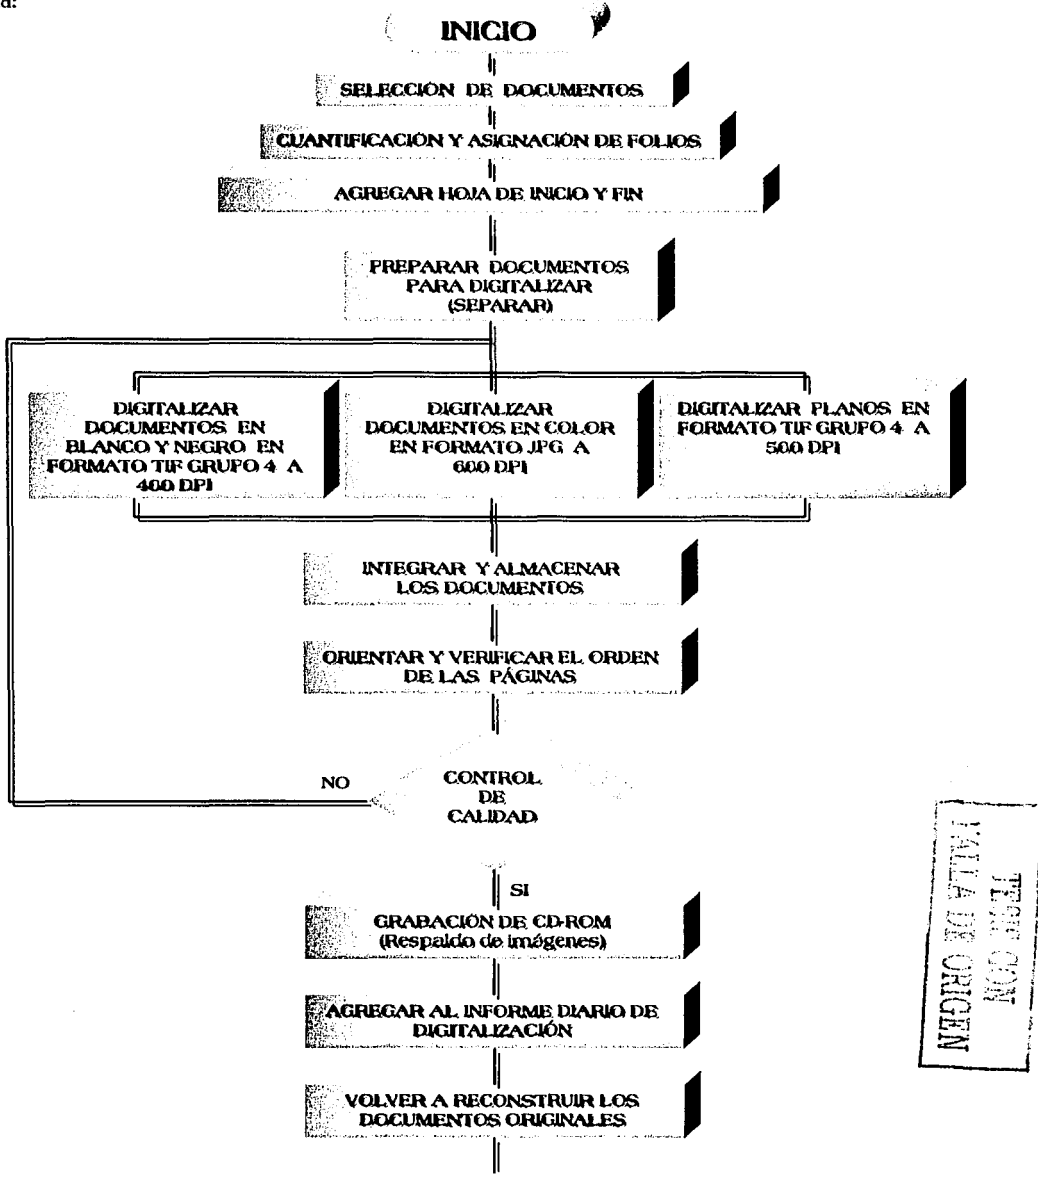 d:
INICIO
SELECCIÓN DE DOCUMENTOS
CUANTIFICACIÓN Y ASIGNACIÓN DE FOLIOS
AGREGAR HOJA DE INICIO Y FIN
PREPARAR DOCUMENTOS
PARA DIGITALIZAR
(SEPARAR)
DIGITALIZAR
DOCUMENTOS EN
BLANCO Y NEGRO EN
FORMATO TIF GRUPO 4 A
400 DPI
DIGITALIZAR
DOCUMENTOS EN COLOR
EN FORMATO JPG A
600 DPI
DIGITALIZAR PLANOS EN
FORMATO TIF GRUPO 4 A
500 DPI
INTEGRAR Y ALMACENAR
LOS DOCUMENTOS
ORIENTAR Y VERIFICAR EL ORDEN
DE LAS PÁGINAS
NO
CONTROL
DE
CALIDAD
SI
GRABACIÓN DE CD-ROM
(Respaldo de imágenes)
AGREGAR AL INFORME DIARIO DE
DIGITALIZACIÓN
VOLVER A RECONSTRUIR LOS
DOCUMENTOS ORIGINALES
TESIS CON
FALLA DE ORIGEN